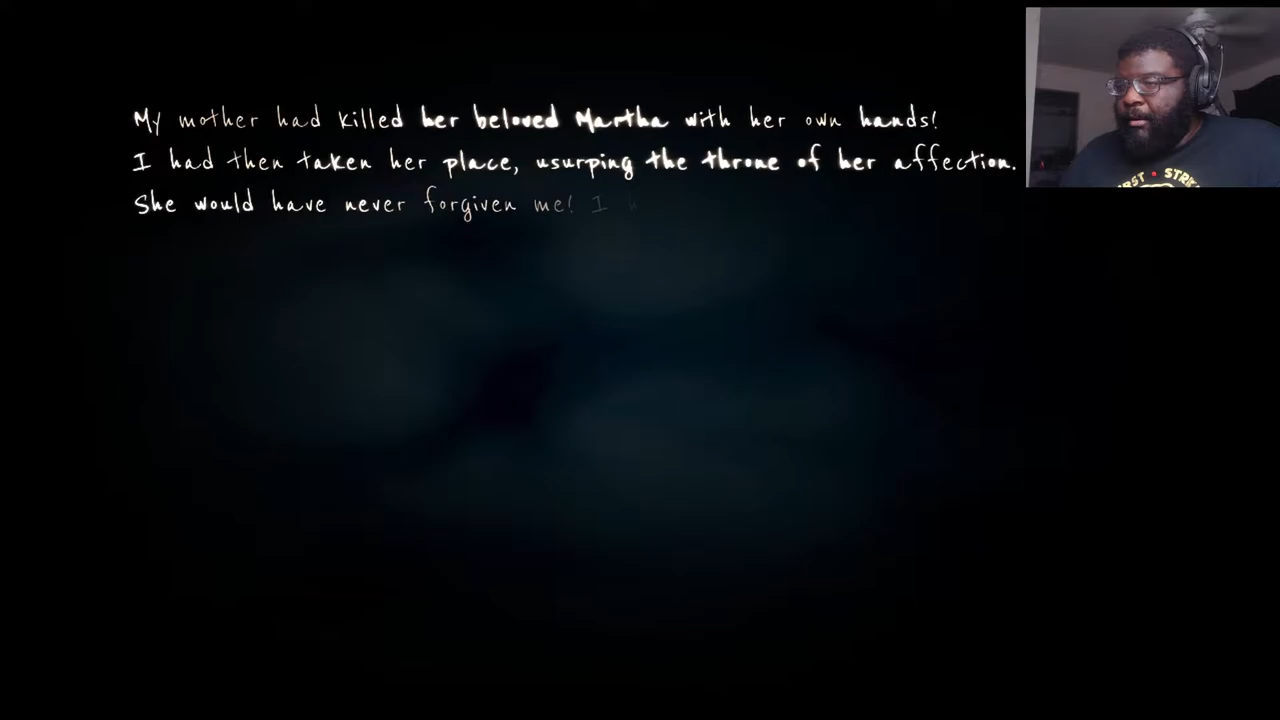 My mother had killed her beloved Martha with her own hands!
I had then taken her place, usurping the throne of her affection.
She would have never forgiven me! I